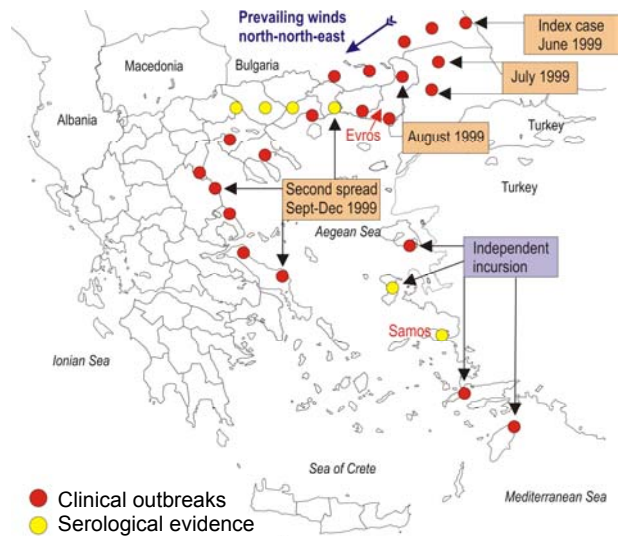 Prevailing winds
north-north-east
Index case
June 1999
Macedonia
Bulgaria
July 1999
Albania
Turkey
Evros
August 1999
Second spread
Sept-Dec 1999
Turkey
Aegean Sea
Independent
incursion
Samos
Ionian Sea
Sea of Crete
Mediterranean Sea
Clinical outbreaks
Serological evidence